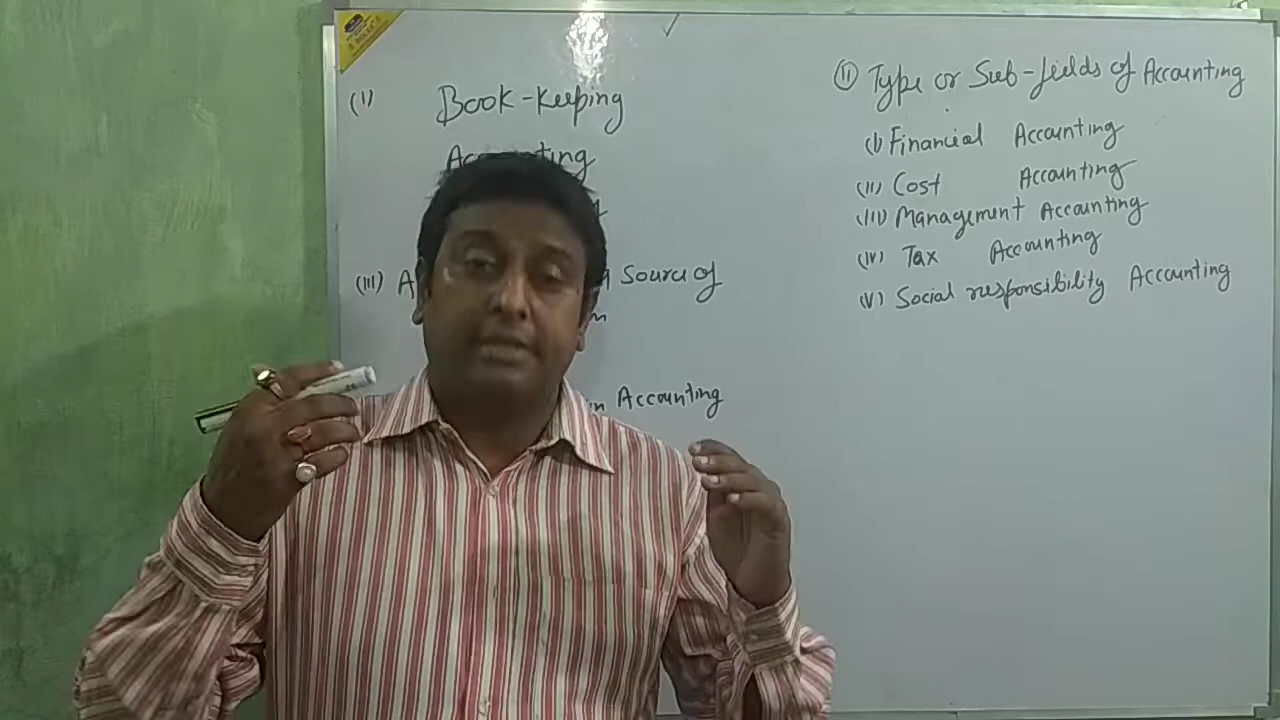 (I) Book-Keeping
(III)
Source of
in Accounting
(II) Type or Sub-fields of Accounting
(I) Financial Accounting
(II) Cost Accounting
(III) Management Accounting
(IV) Tax Accounting
(V) Social responsibility Accounting